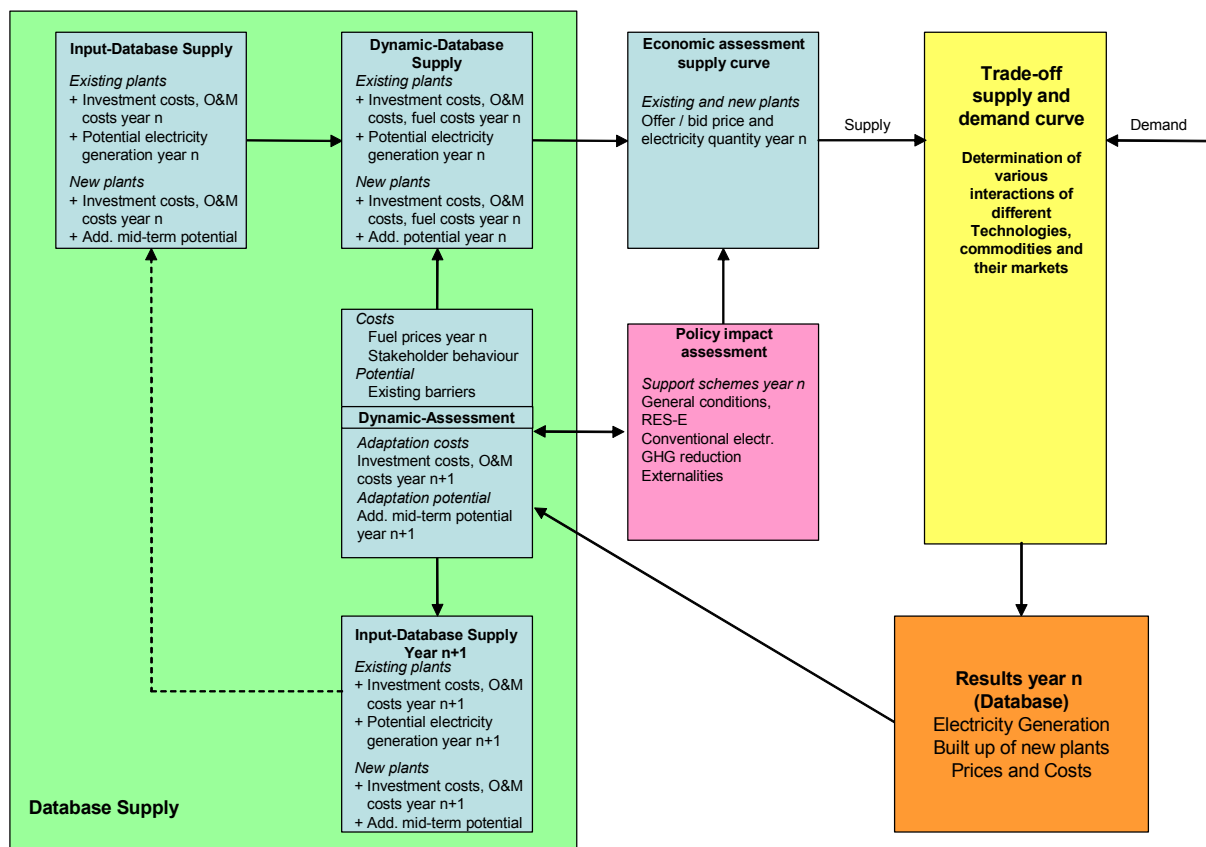 Input-Database Supply
Existing plants
+ Investment costs, O&M
costs year n
+ Potential electricity
generation year n
New plants
+ Investment costs, O&M
costs year n
+ Add. mid-term potential
Dynamic-Database
Supply
Existing plants
+ Investment costs, O&M
costs, fuel costs year n
+ Potential electricity
generation year n
New plants
+ Investment costs, O&M
costs, fuel costs year n
+ Add. potential year n
Economic assessment
supply curve
Existing and new plants
Offer / bid price and
electricity quantity year n
Supply
Trade-off
supply and
demand curve
Determination of
various
interactions of
different
Technologies,
commodities and
their markets
Demand
Costs
Fuel prices year n
Stakeholder behaviour
Potential
Existing barriers
Dynamic-Assessment
Adaptation costs
Investment costs, O&M
costs year n+1
Adaptation potential
Add. mid-term potential
year n+1
Policy impact
assessment
Support schemes year n
General conditions,
RES-E
Conventional electr.
GHG reduction
Externalities
Input-Database Supply
Year n+1
Existing plants
+ Investment costs, O&M
costs year n+1
+ Potential electricity
generation year n+1
New plants
+ Investment costs, O&M
costs year n+1
+ Add. mid-term potential
Results year n
(Database)
Electricity Generation
Built up of new plants
Prices and Costs
Database Supply